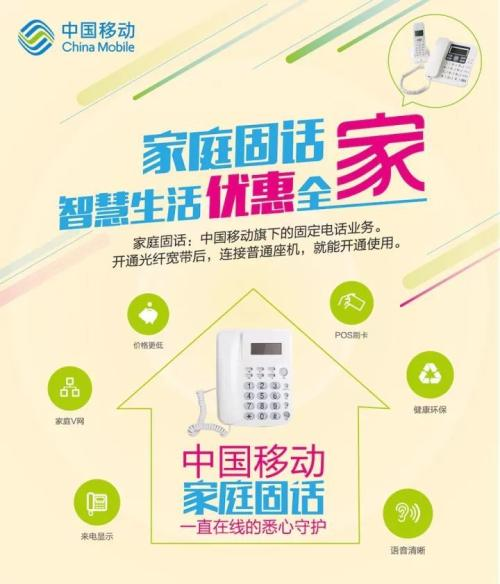 中国移动
China Mobile
家庭固话
智慧生活优惠全家
家庭固话：中国移动旗下的固定电话业务。
开通光纤宽带后，连接普通座机，就能开通使用。
价格更低
POS刷卡
家庭V网
健康环保
中国移动
家庭固话
一直在线的悉心守护
来电显示
语音清晰